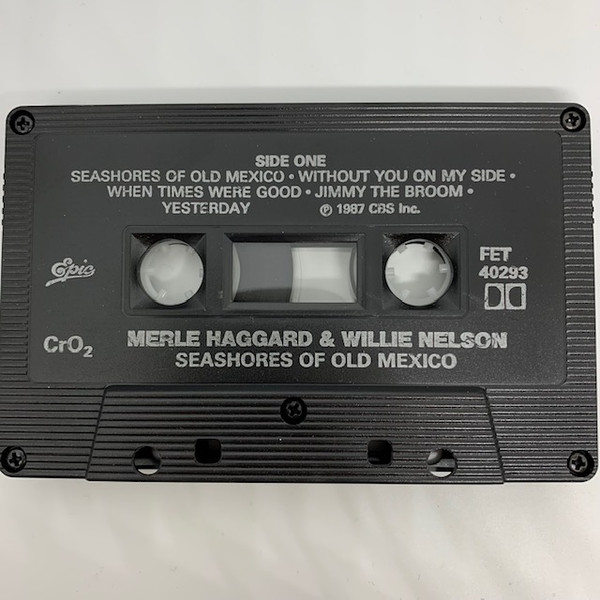 SIDE ONE
SEASHORES OF OLD MEXICO • WITHOUT YOU ON MY SIDE •
WHEN TIMES WERE GOOD • JIMMY THE BROOM •
YESTERDAY ℗ 1987 CBS Inc.
Epic
FET
40293
CrO₂
MERLE HAGGARD & WILLIE NELSON
SEASHORES OF OLD MEXICO